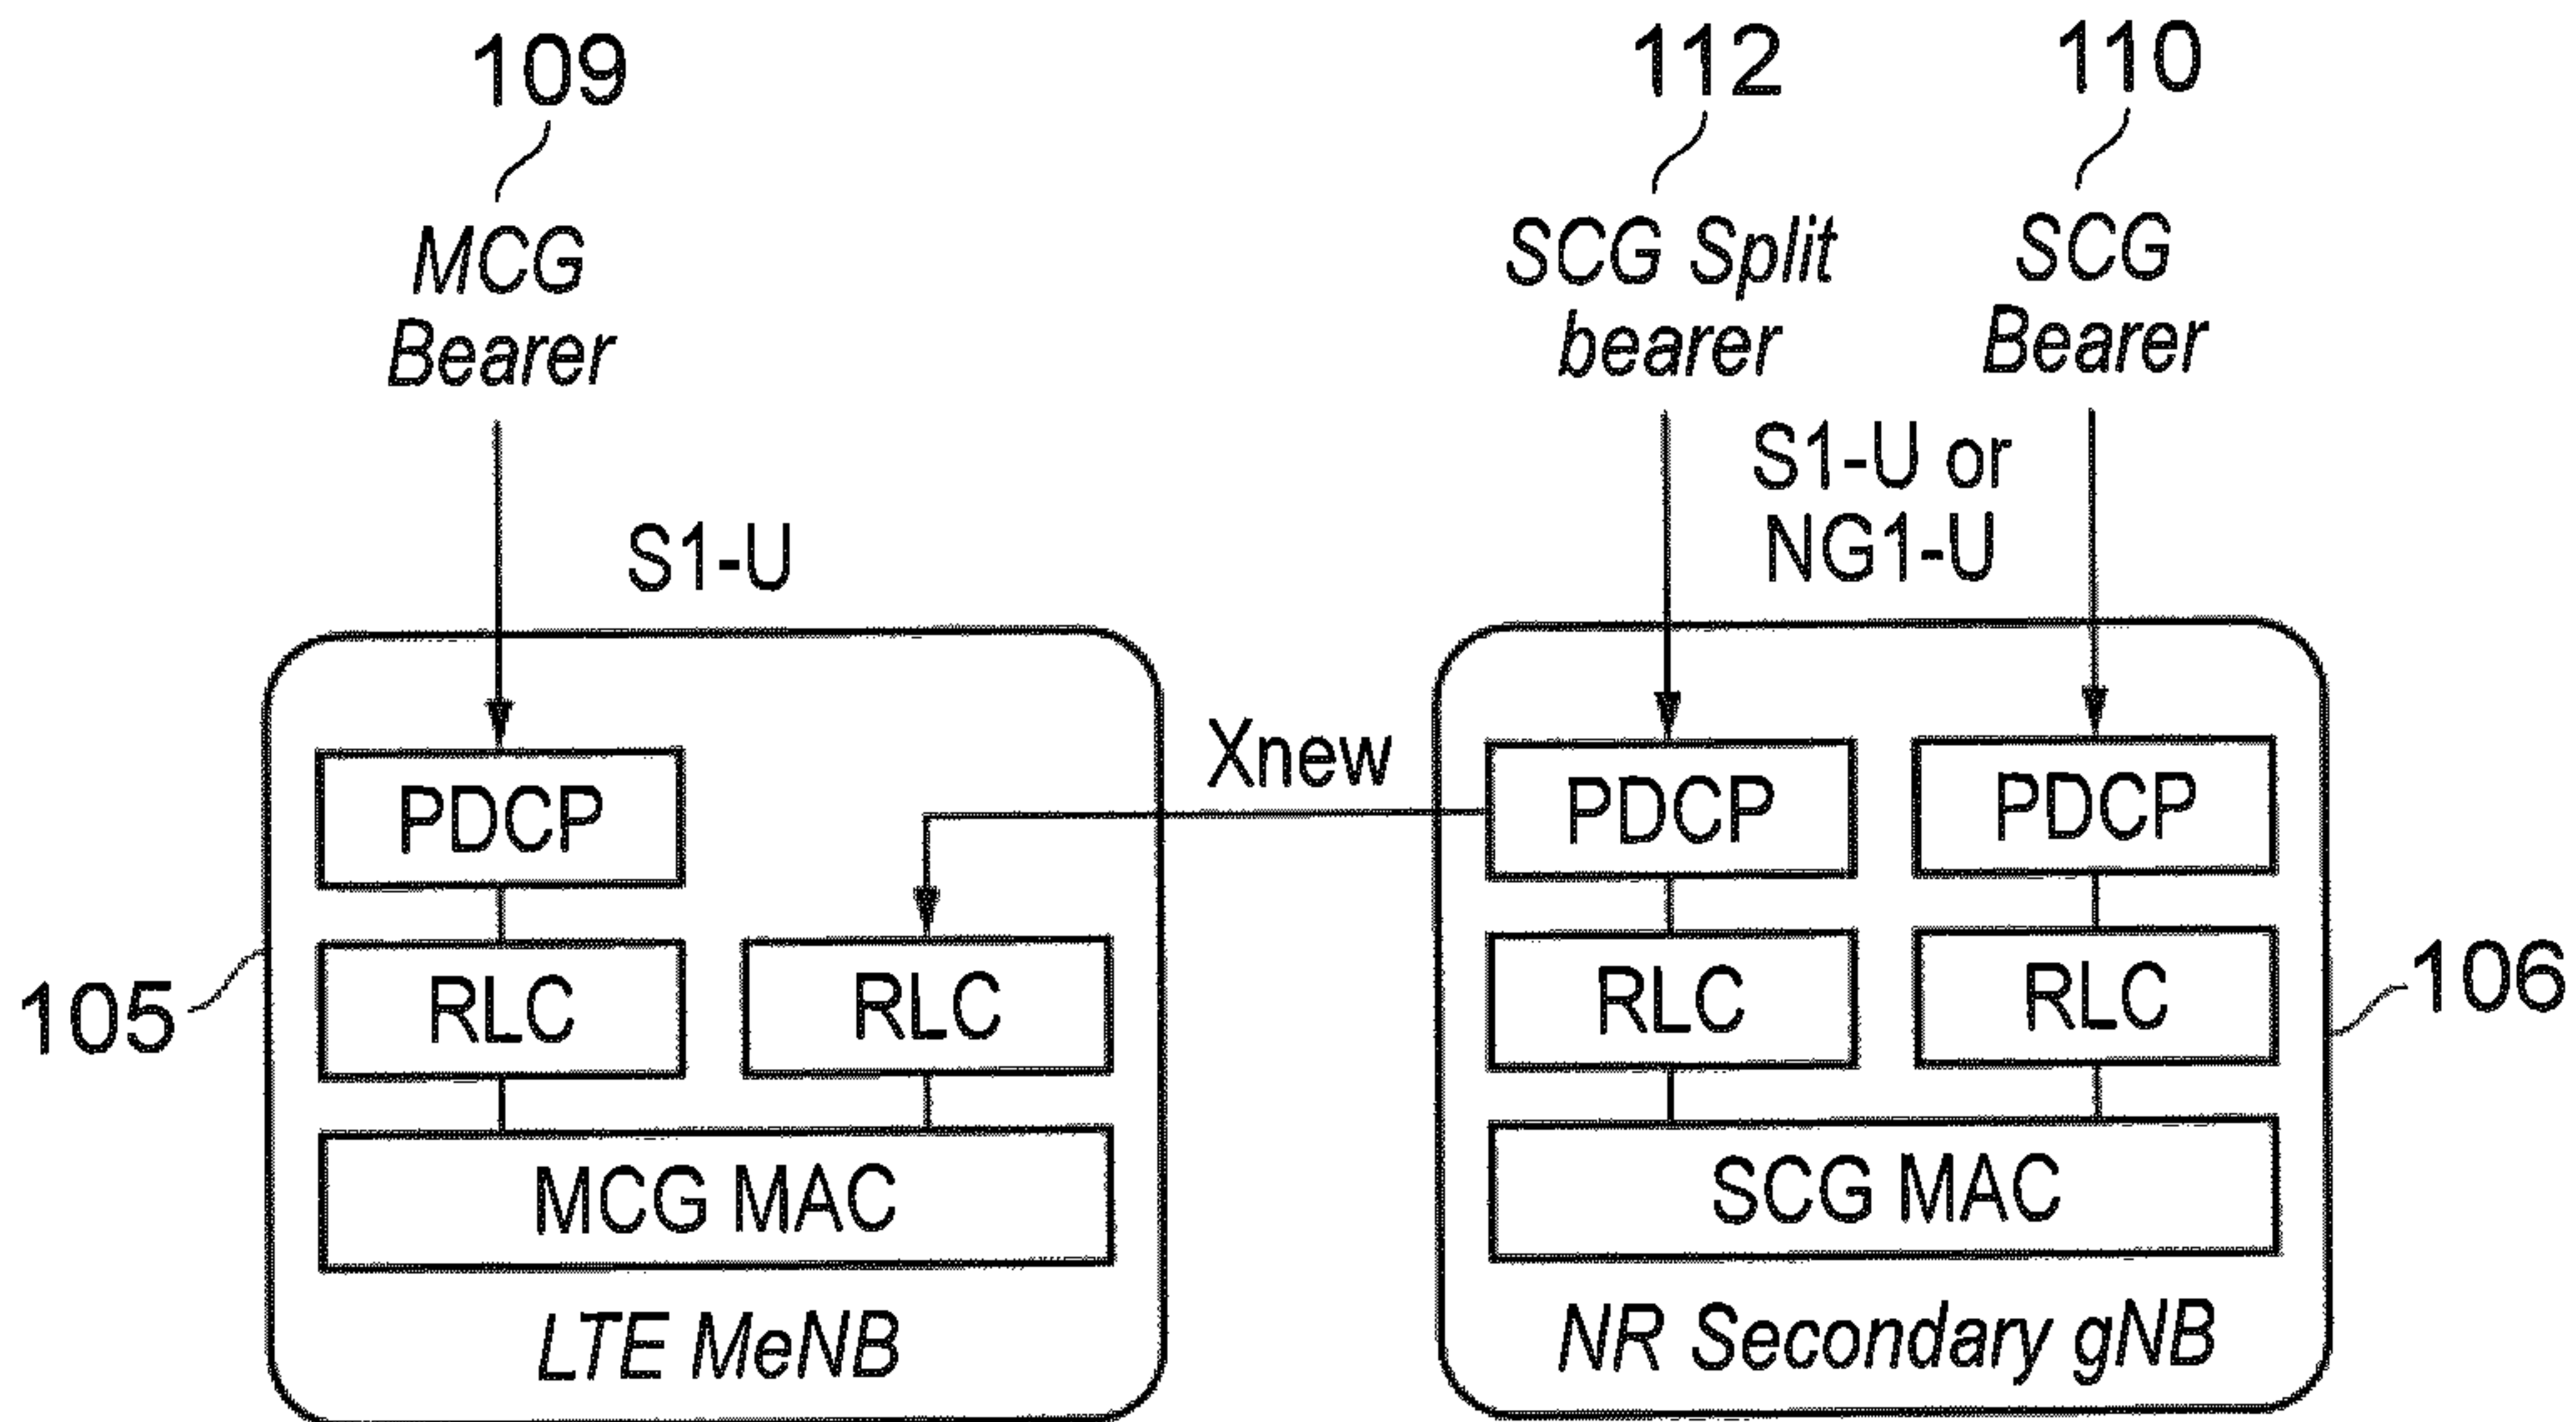 109
112
110
MCG
Bearer
SCG Split
bearer
SCG
Bearer
S1-U
S1-U or
NG1-U
Xnew
PDCP
PDCP
PDCP
RLC
RLC
RLC
RLC
105
106
MCG MAC
SCG MAC
LTE MeNB
NR Secondary gNB